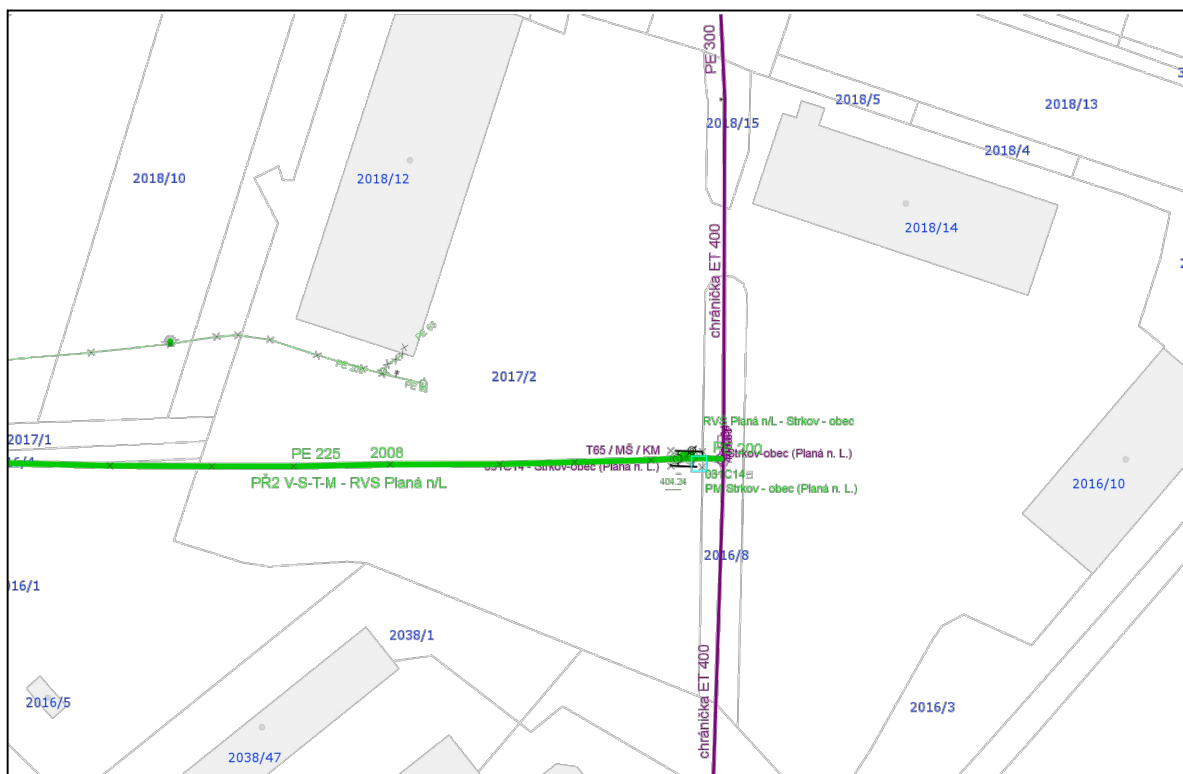 PE 300
2018/5
2018/13
2018/15
2018/4
2018/10
2018/12
2018/14
chránička ET 400
PE 63
2017/2
2017/1
RVS Planá n/L - Strkov - obec
T65 / MŠ / KM
PE 225
2008
Strkov-obec (Planá n. L.)
031C14
404.24
2016/10
PŘ2 V-S-T-M - RVS Planá n/L
PM Strkov - obec (Planá n. L.)
2016/8
2038/1
chránička ET 400
2016/5
2016/3
2038/47